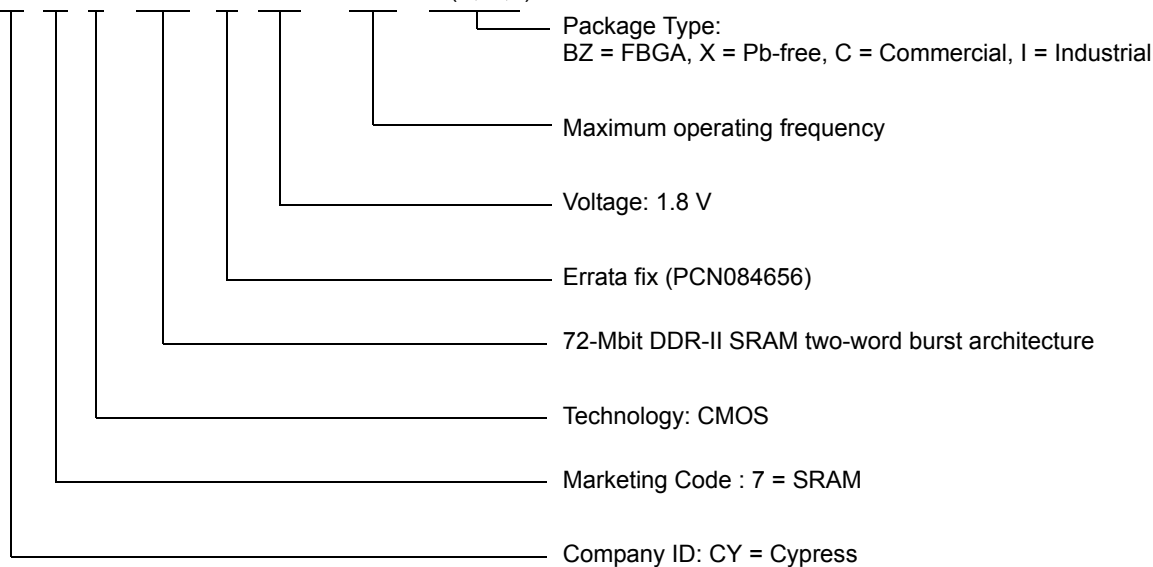 Package Type:
BZ = FBGA, X = Pb-free, C = Commercial, I = Industrial
Maximum operating frequency
Voltage: 1.8 V
Errata fix (PCN084656)
72-Mbit DDR-II SRAM two-word burst architecture
Technology: CMOS
Marketing Code : 7 = SRAM
Company ID: CY = Cypress